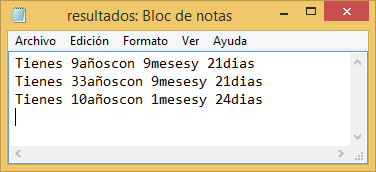 resultados: Bloc de notas
Archivo Edición Formato Ver Ayuda
Tienes 9añoscon 9mesesy 21dias
Tienes 33añoscon 9mesesy 21dias
Tienes 10añoscon 1mesesy 24dias